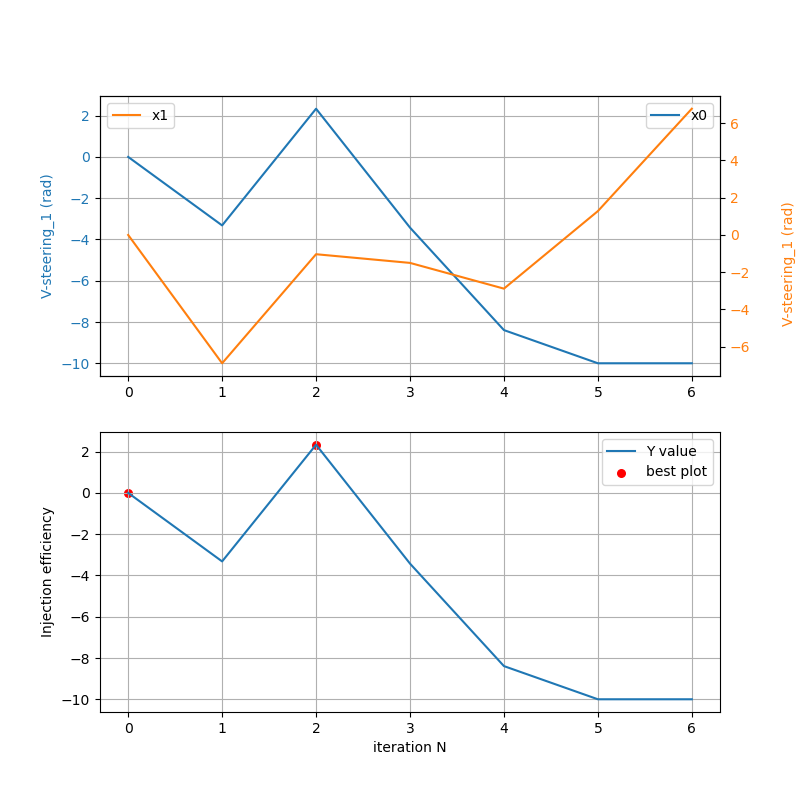 x1
x0
2
0
−2
−4
−6
−8
−10
V-steering_1 (rad)
6
4
2
0
−2
−4
−6
V-steering_1 (rad)
0 1 2 3 4 5 6
Y value
best plot
2
0
−2
−4
−6
−8
−10
Injection efficiency
0 1 2 3 4 5 6
iteration N